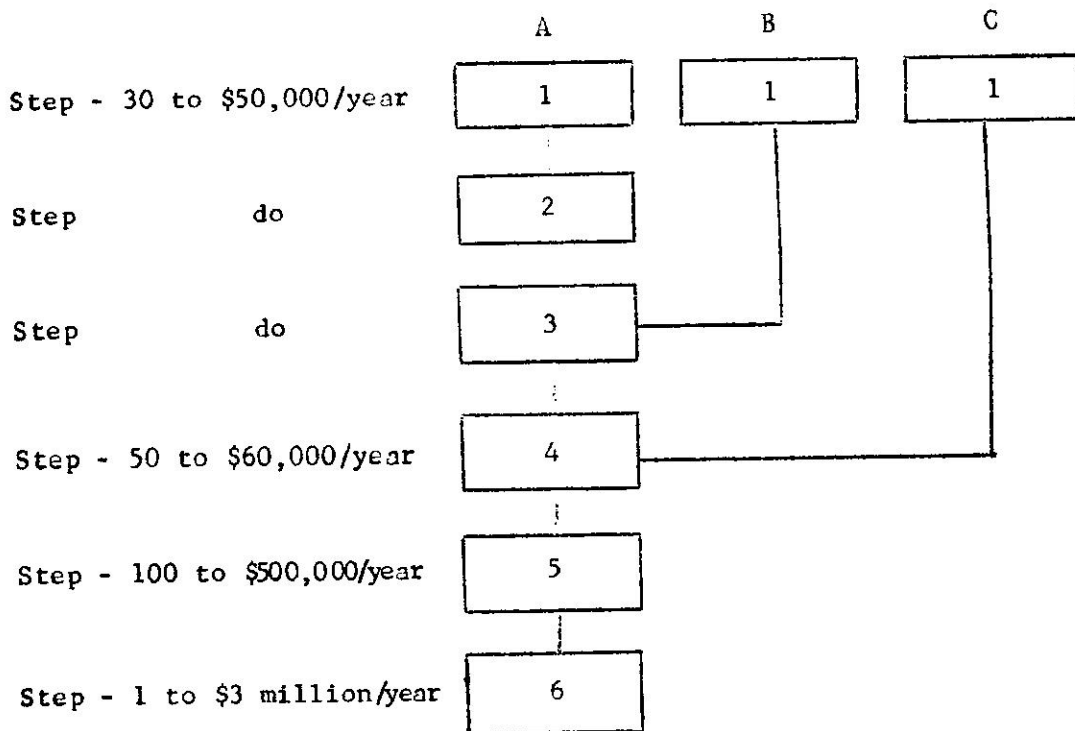 A B C
Step - 30 to $50,000/year 1 1 1
Step do 2
Step do 3
Step - 50 to $60,000/year 4
Step - 100 to $500,000/year 5
Step - 1 to $3 million/year 6